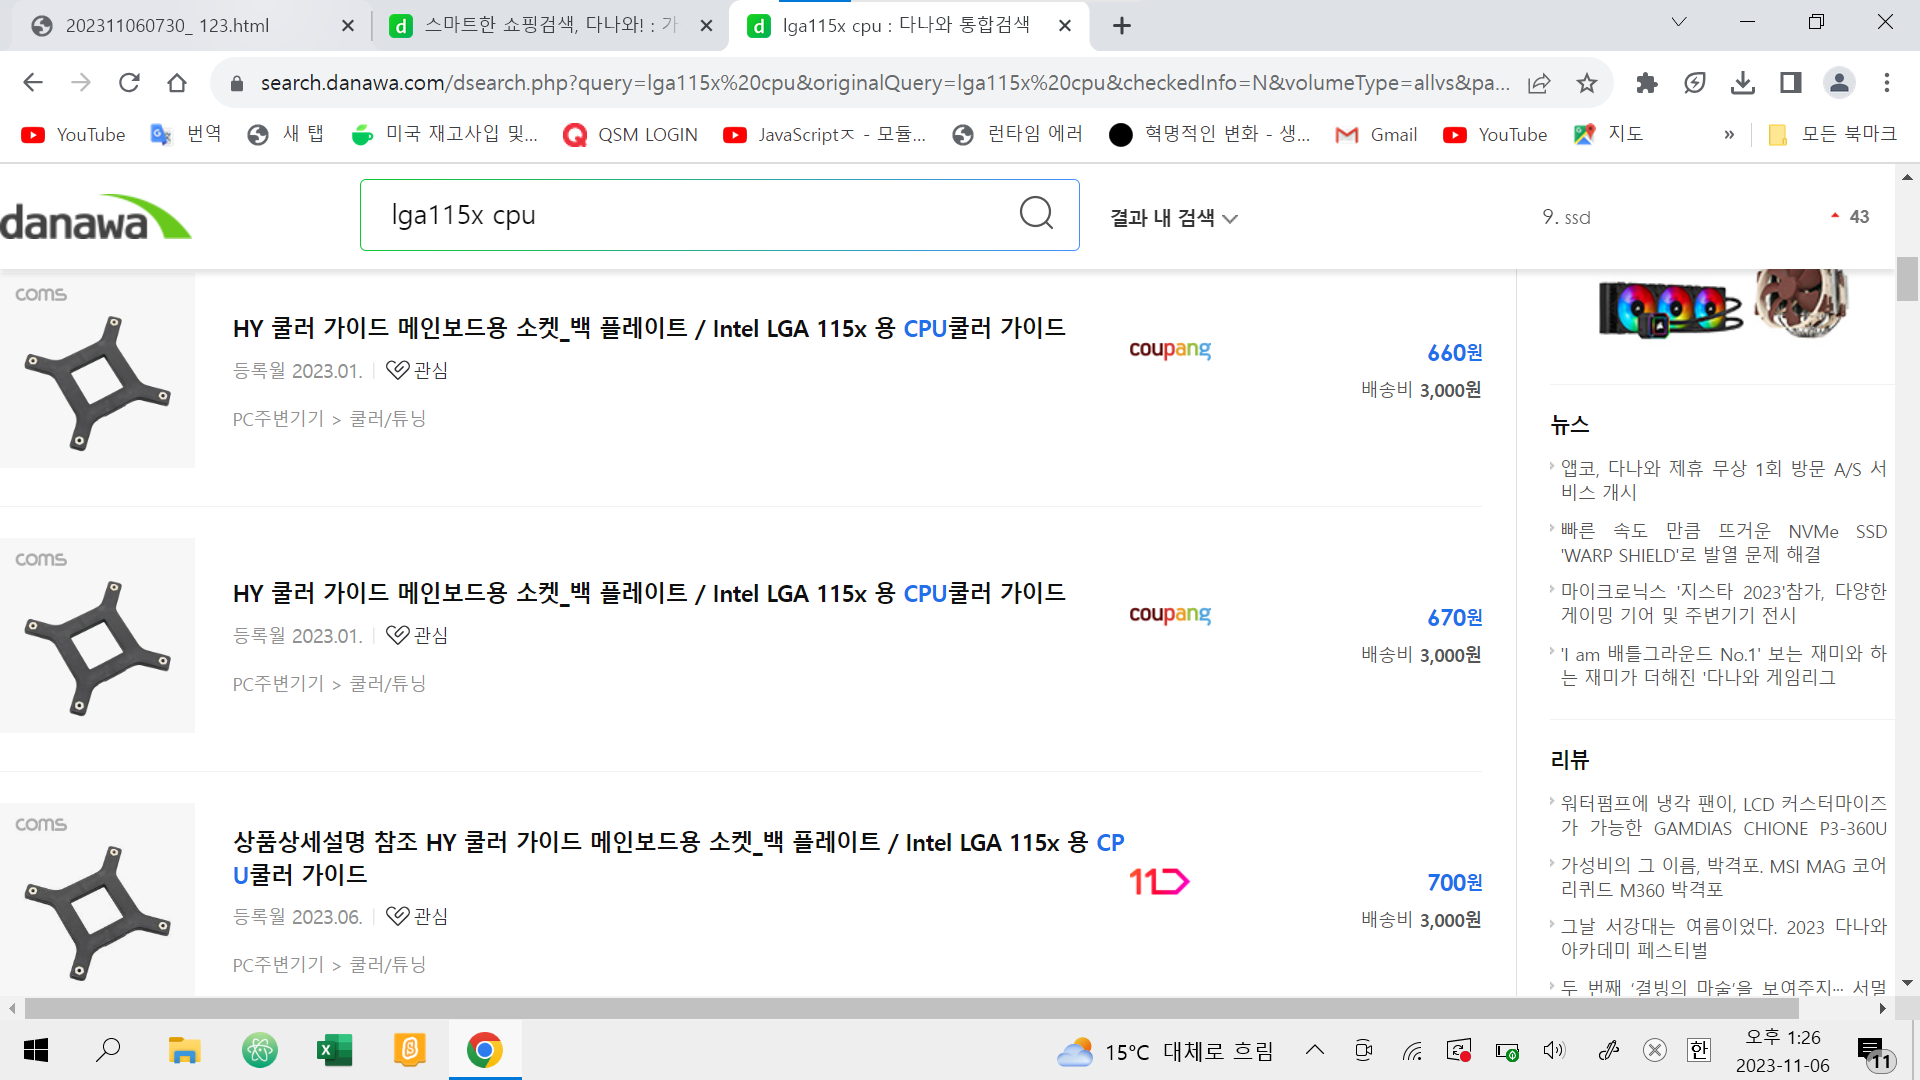 202311060730_ 123.html
스마트한 쇼핑검색, 다나와! : 가
lga115x cpu : 다나와 통합검색
search.danawa.com/dsearch.php?query=lga115x%20cpu&originalQuery=lga115x%20cpu&checkedInfo=N&volumeType=allvs&pa...
YouTube
번역
새 탭
미국 재고사입 및...
QSM LOGIN
JavaScriptㅈ - 모듈...
런타임 에러
혁명적인 변화 - 생...
Gmail
YouTube
지도
»
모든 북마크
danawa
lga115x cpu
결과 내 검색
9. ssd
43
coms
HY 쿨러 가이드 메인보드용 소켓_백 플레이트 / Intel LGA 115x 용 CPU쿨러 가이드
등록월 2023.01.
관심
PC주변기기 > 쿨러/튜닝
coupang
660원
배송비 3,000원
coms
HY 쿨러 가이드 메인보드용 소켓_백 플레이트 / Intel LGA 115x 용 CPU쿨러 가이드
등록월 2023.01.
관심
PC주변기기 > 쿨러/튜닝
coupang
670원
배송비 3,000원
coms
상품상세설명 참조 HY 쿨러 가이드 메인보드용 소켓_백 플레이트 / Intel LGA 115x 용 CP
U쿨러 가이드
등록월 2023.06.
관심
PC주변기기 > 쿨러/튜닝
11
700원
배송비 3,000원
뉴스
앱코, 다나와 제휴 무상 1회 방문 A/S 서
비스 개시
빠른 속도 만큼 뜨거운 NVMe SSD
'WARP SHIELD'로 발열 문제 해결
마이크로닉스 '지스타 2023'참가, 다양한
게이밍 기어 및 주변기기 전시
'I am 배틀그라운드 No.1' 보는 재미와 하
는 재미가 더해진 '다나와 게임리그
리뷰
워터펌프에 냉각 팬이, LCD 커스터마이즈
가 가능한 GAMDIAS CHIONE P3-360U
가성비의 그 이름, 박격포. MSI MAG 코어
리퀴드 M360 박격포
그날 서강대는 여름이었다. 2023 다나와
아카데미 페스티벌
두 번째 ‘결빙의 마술’을 보여주지··· 서멀
15°C 대체로 흐림
한
오후 1:26
2023-11-06
11